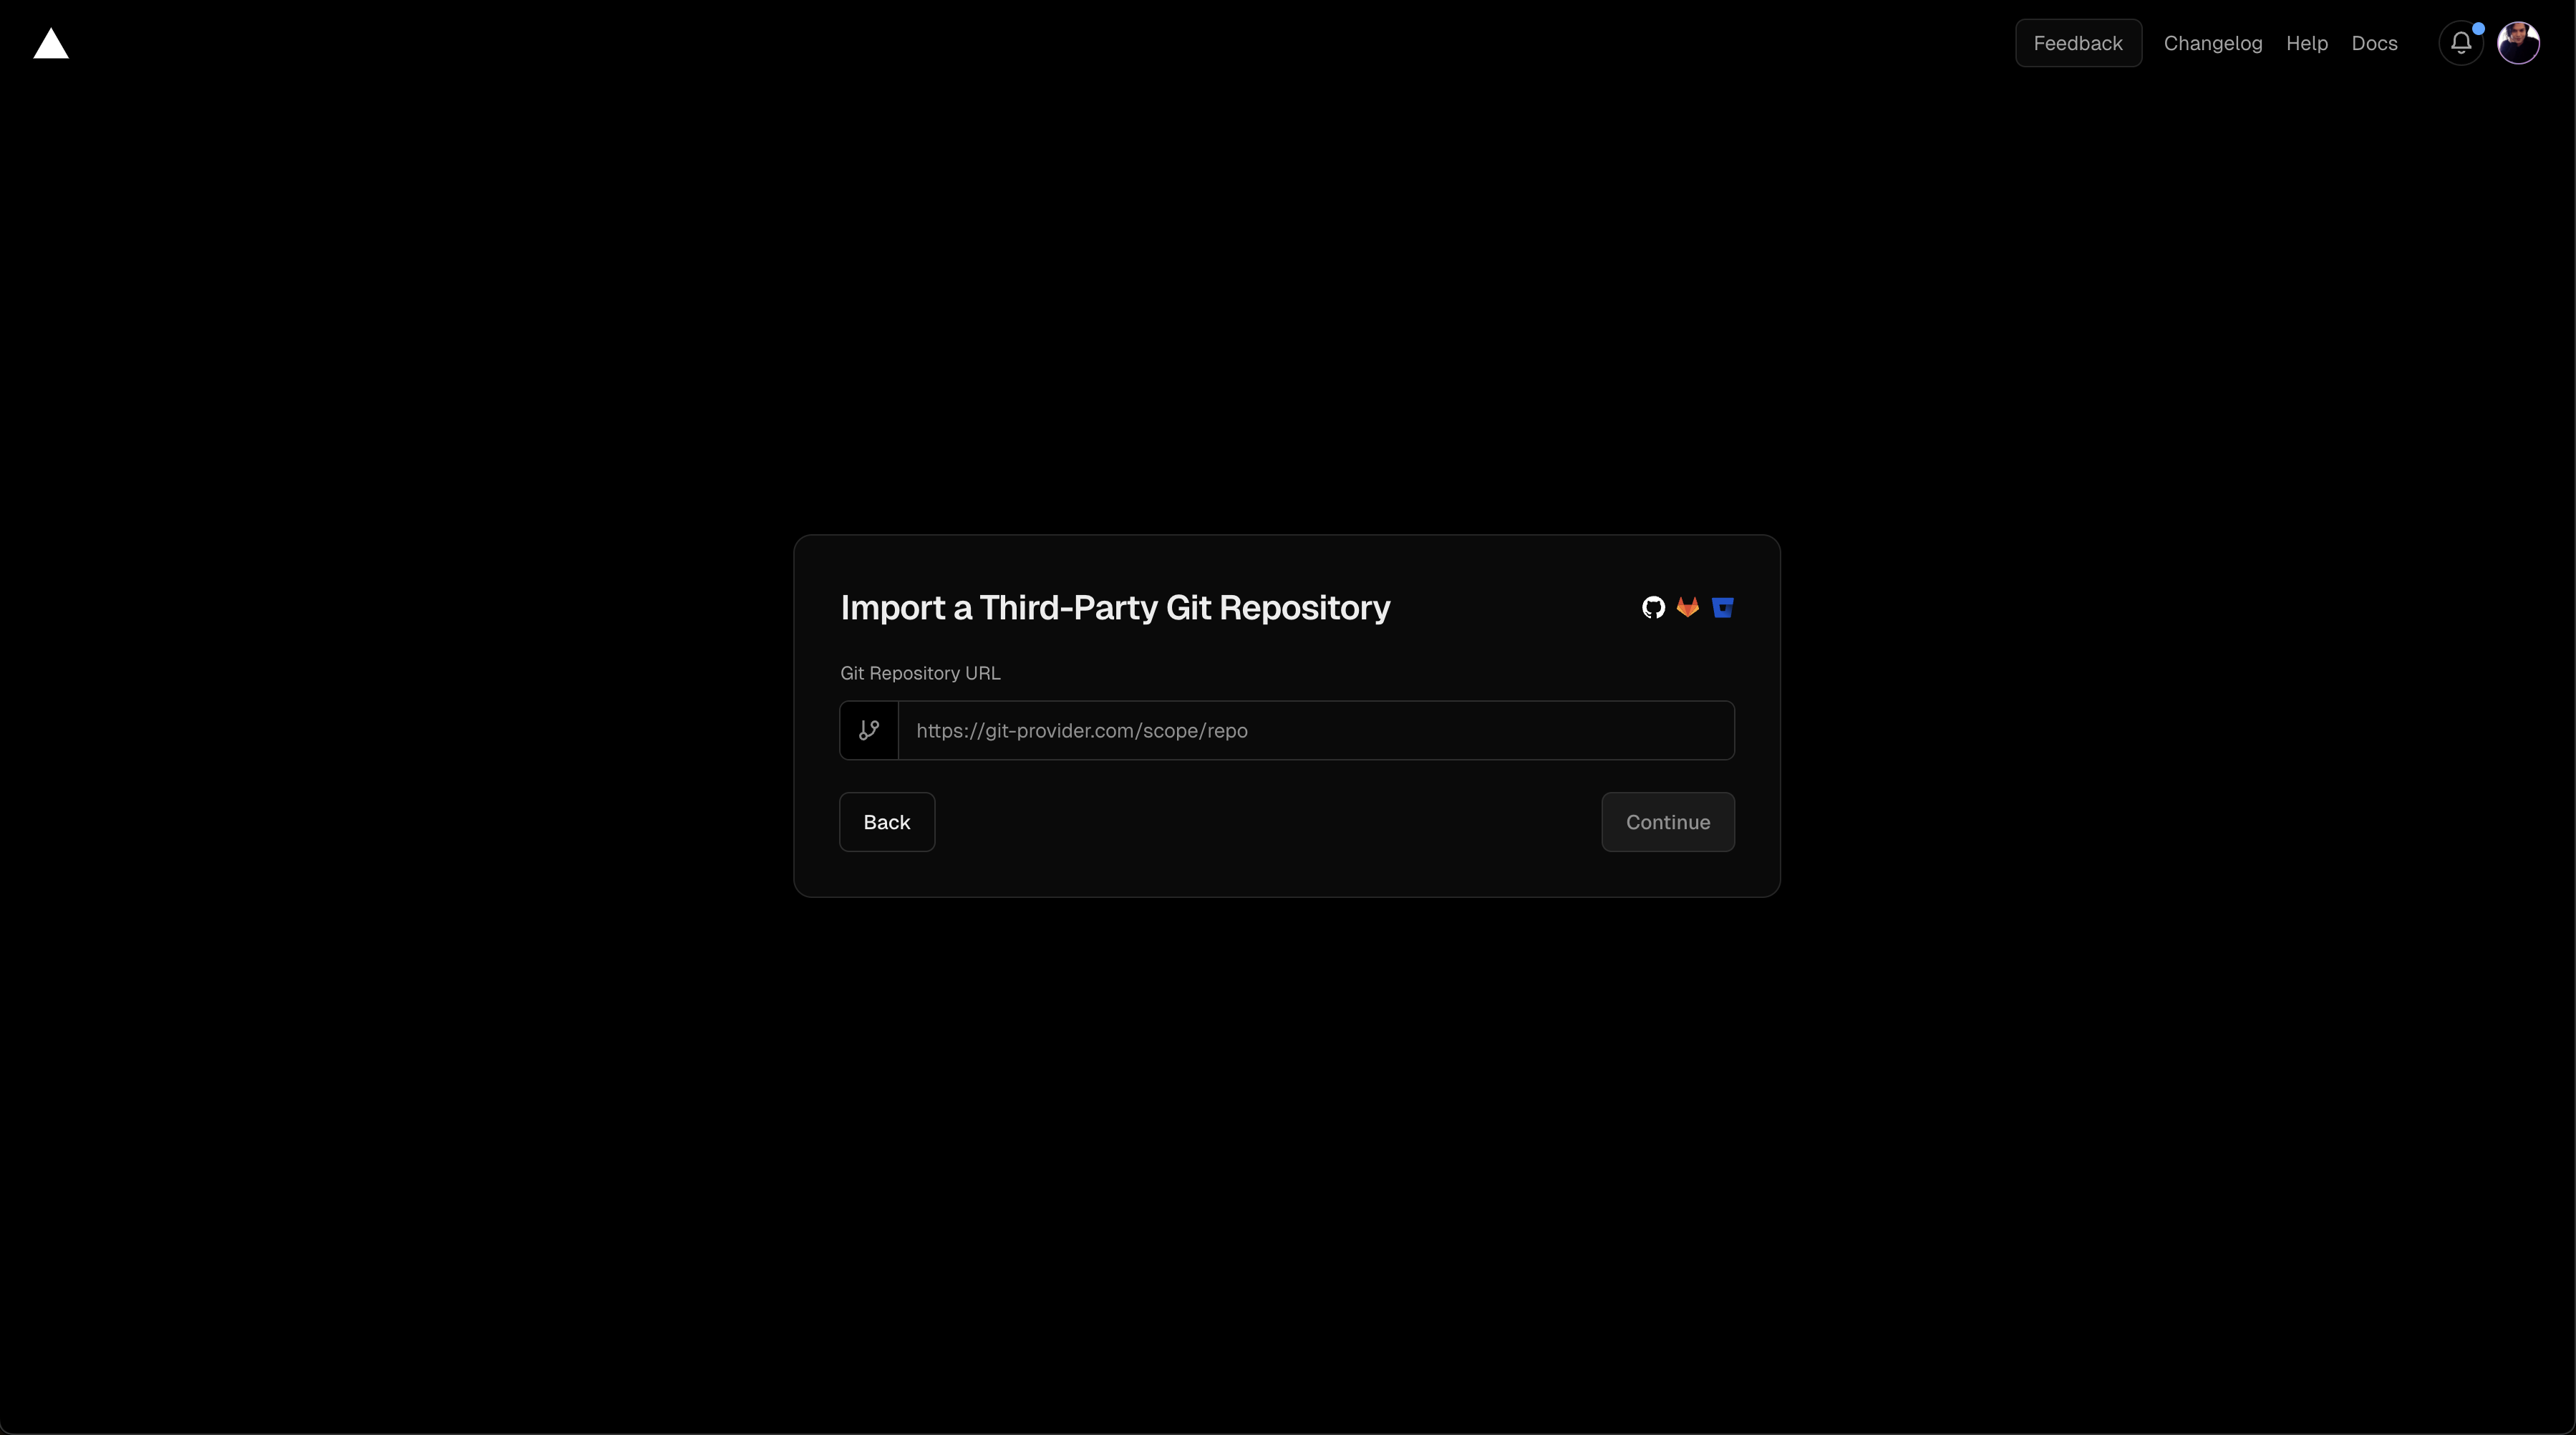 Feedback
Changelog
Help
Docs
Import a Third-Party Git Repository
Git Repository URL
https://git-provider.com/scope/repo
Back
Continue